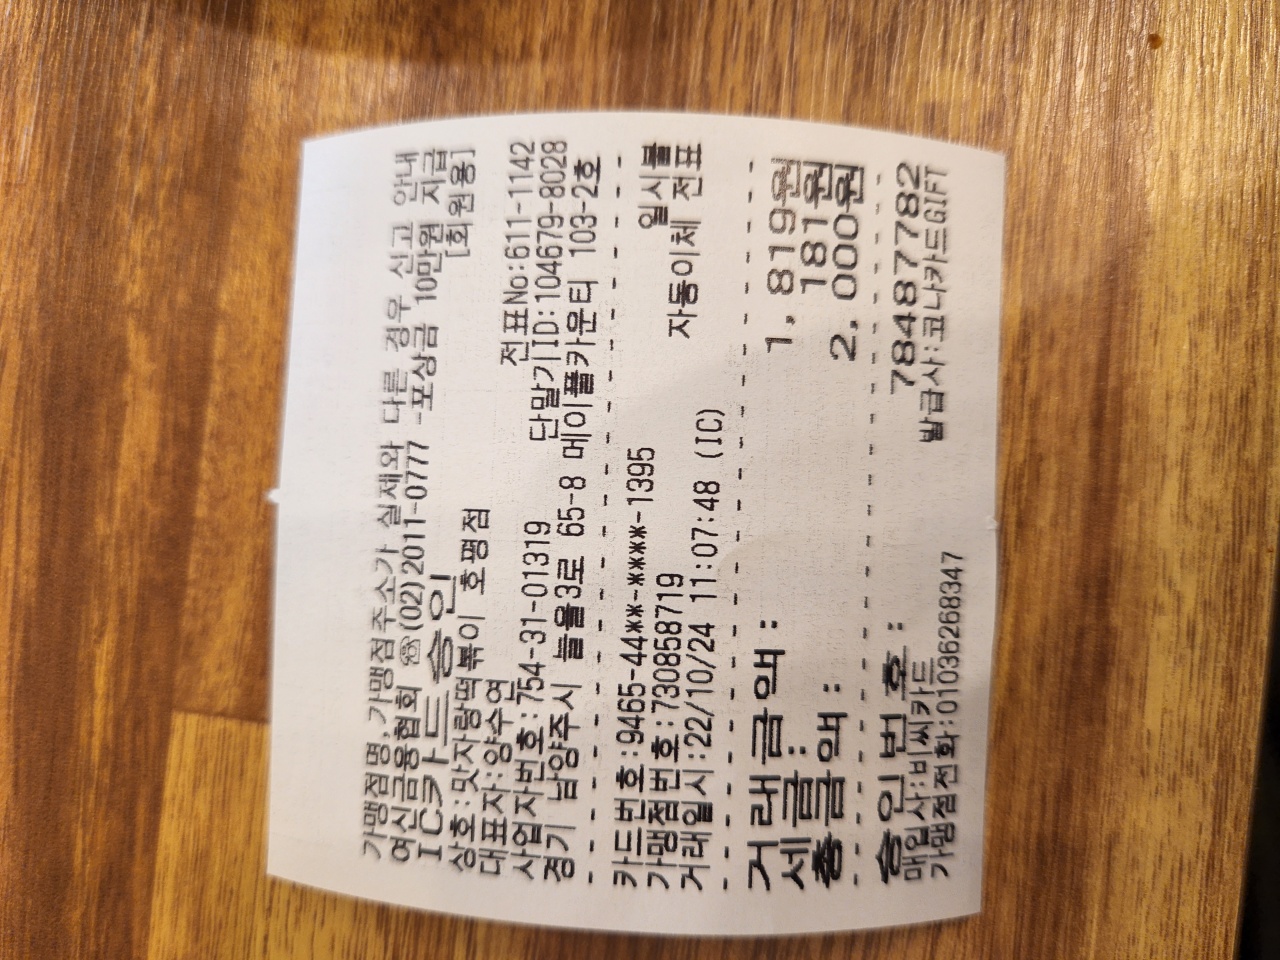 가맹점명,가맹점주소가 실제와 다른 경우 신고 안내
여신금융협회 ☏(02)2011-0777 -포상금 10만원 지급
IC카드승인 [회원용]
상호:맛자랑떡볶이 호평점
대표자:양수연 전표No:611-1142
사업자번호:754-31-01319 단말기ID:104679-8028
경기 남양주시 늘을3로 65-8 메이플카운티 103-2호
카드번호:9465-44**-****-1395 일시불
가맹점번호:730858719 자동이체 전표
거래일시:22/10/24 11:07:48 (IC)
거래금액: 1,819원
세금: 181원
총금액: 2,000원
승인번호: 78487782
매입사:비씨카드 발급사:코나카드GIFT
가맹점전화:01036268347